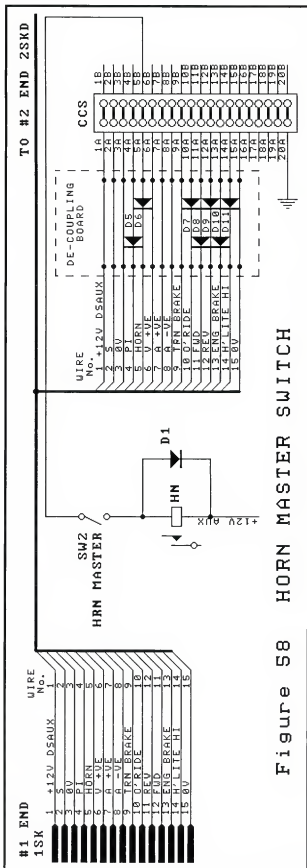 #1 END
1SK
WIRE
No.
1 +12V DSAUX 1
2 S 2
3 0V 3
4 PI 4
5 HORN 5
6 V +VE 6
7 A +VE 7
8 A -VE 8
9 TRN BRAKE 9
10 O'RIDE 10
11 REV 12
12 FWD 11
13 ENG BRAKE 13
14 H'LITE HI 14
15 0V 15
SW2
HRN MASTER
HN
D1
+12V AUX
TO #2 END 2SKD
WIRE
No.
1 +12V DSAUX
2 S
3 0V
4 PI
5 HORN
6 V +VE
7 A +VE
8 A -VE
9 TRN BRAKE
10 O'RIDE
11 FWD
12 REV
13 ENG BRAKE
14 H'LITE HI
15 0V
DE-COUPLING
BOARD
D5
D6
D7
D8
D9
D10
D11
CCS
1A 1B
2A 2B
3A 3B
4A 4B
5A 5B
6A 6B
7A 7B
8A 8B
9A 9B
10A 10B
11A 11B
12A 12B
13A 13B
14A 14B
15A 15B
16A 16B
17A 17B
18A 18B
19A 19B
20A 20B
Figure 58 HORN MASTER SWITCH